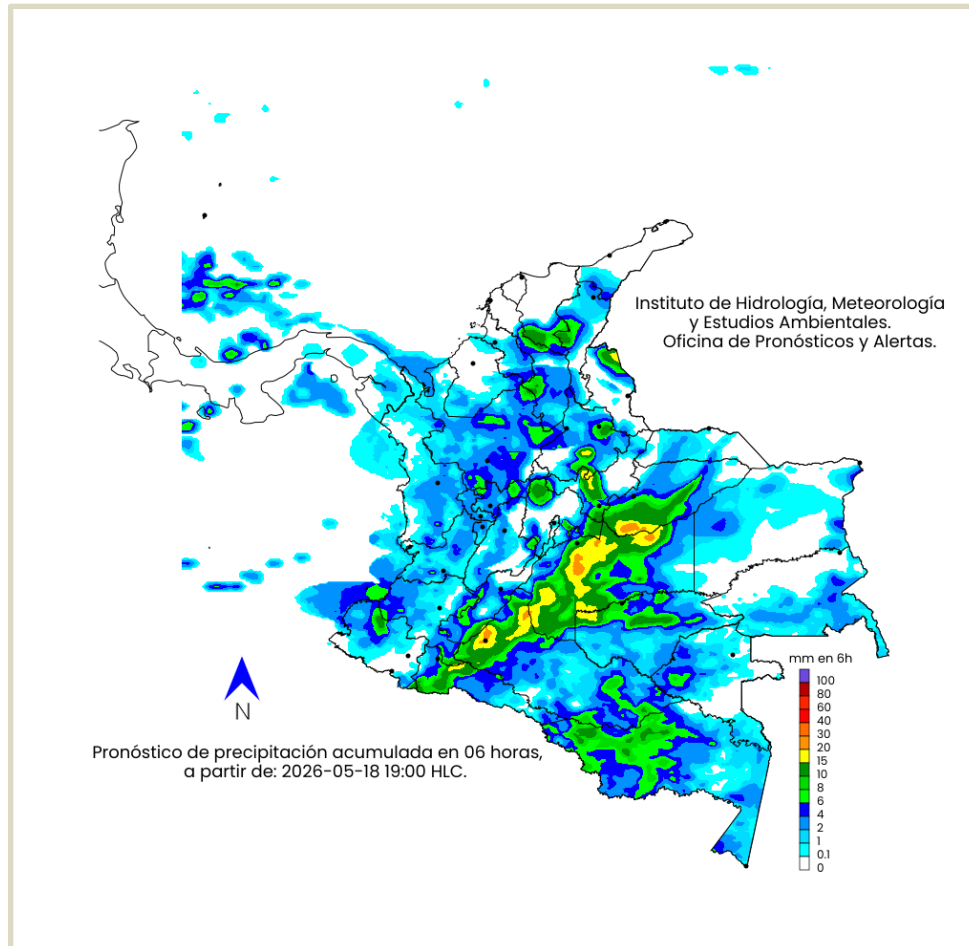 Instituto de Hidrología, Meteorología
y Estudios Ambientales.
Oficina de Pronósticos y Alertas.
N
Pronóstico de precipitación acumulada en 06 horas,
a partir de: 2026-05-18 19:00 HLC.
mm en 6h
100
80
60
40
30
20
15
10
8
6
4
2
1
0.1
0